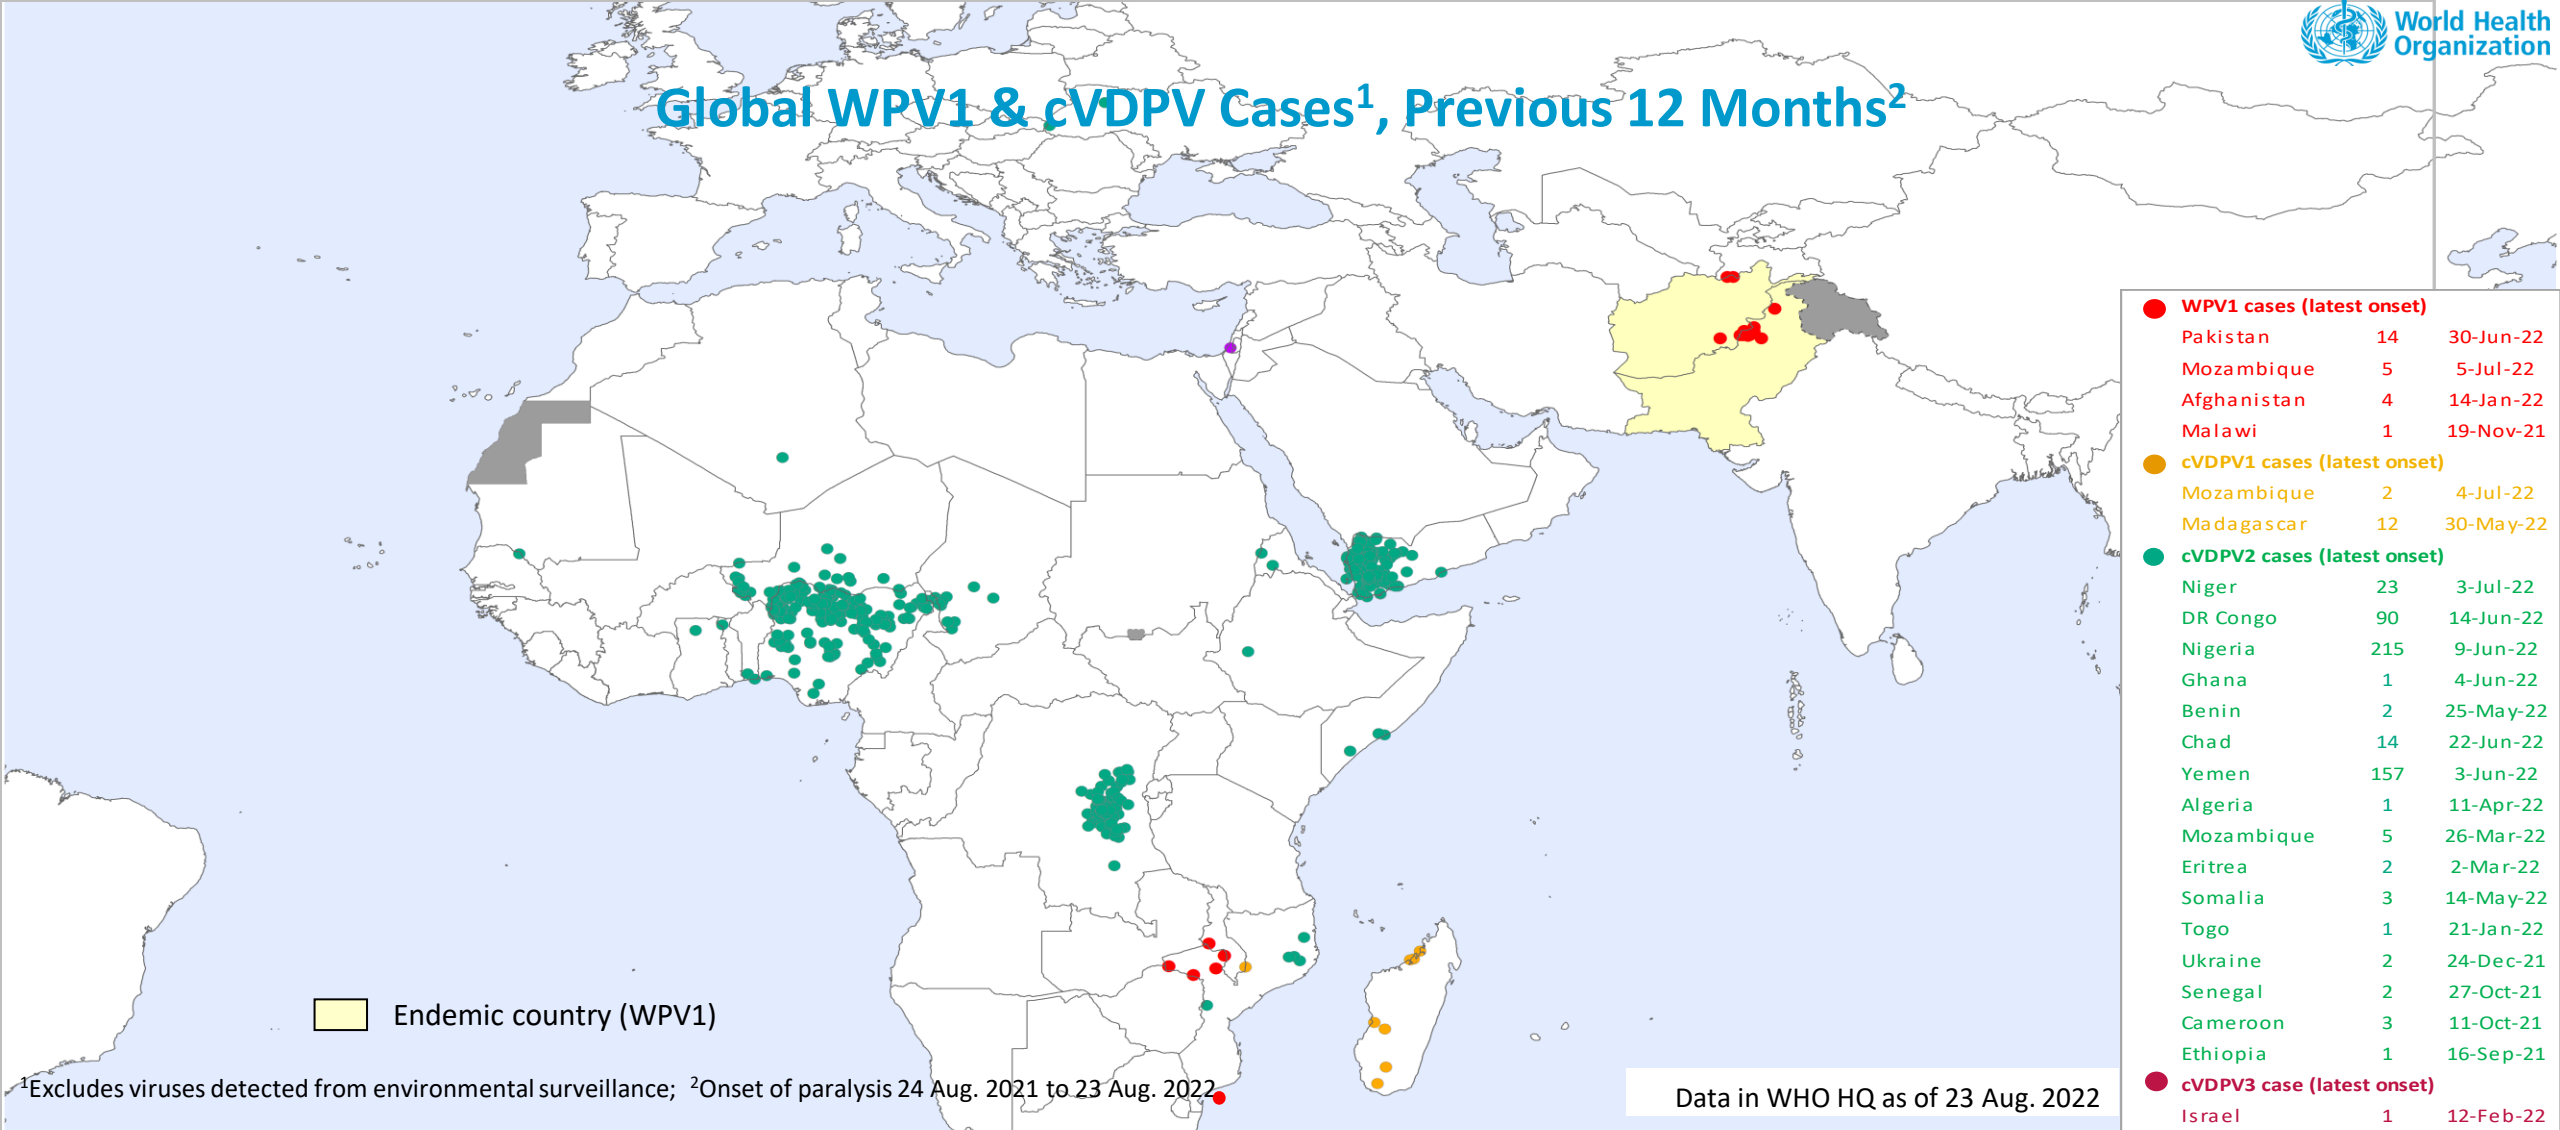 World Health
Organization
Global WPV1 & cVDPV Cases¹, Previous 12 Months²
WPV1 cases (latest onset)
Pakistan 14 30-Jun-22
Mozambique 5 5-Jul-22
Afghanistan 4 14-Jan-22
Malawi 1 19-Nov-21
cVDPV1 cases (latest onset)
Mozambique 2 4-Jul-22
Madagascar 12 30-May-22
cVDPV2 cases (latest onset)
Niger 23 3-Jul-22
DR Congo 90 14-Jun-22
Nigeria 215 9-Jun-22
Ghana 1 4-Jun-22
Benin 2 25-May-22
Chad 14 22-Jun-22
Yemen 157 3-Jun-22
Algeria 1 11-Apr-22
Mozambique 5 26-Mar-22
Eritrea 2 2-Mar-22
Somalia 3 14-May-22
Togo 1 21-Jan-22
Ukraine 2 24-Dec-21
Senegal 2 27-Oct-21
Cameroon 3 11-Oct-21
Ethiopia 1 16-Sep-21
cVDPV3 case (latest onset)
Israel 1 12-Feb-22
Endemic country (WPV1)
¹Excludes viruses detected from environmental surveillance; ²Onset of paralysis 24 Aug. 2021 to 23 Aug. 2022
Data in WHO HQ as of 23 Aug. 2022